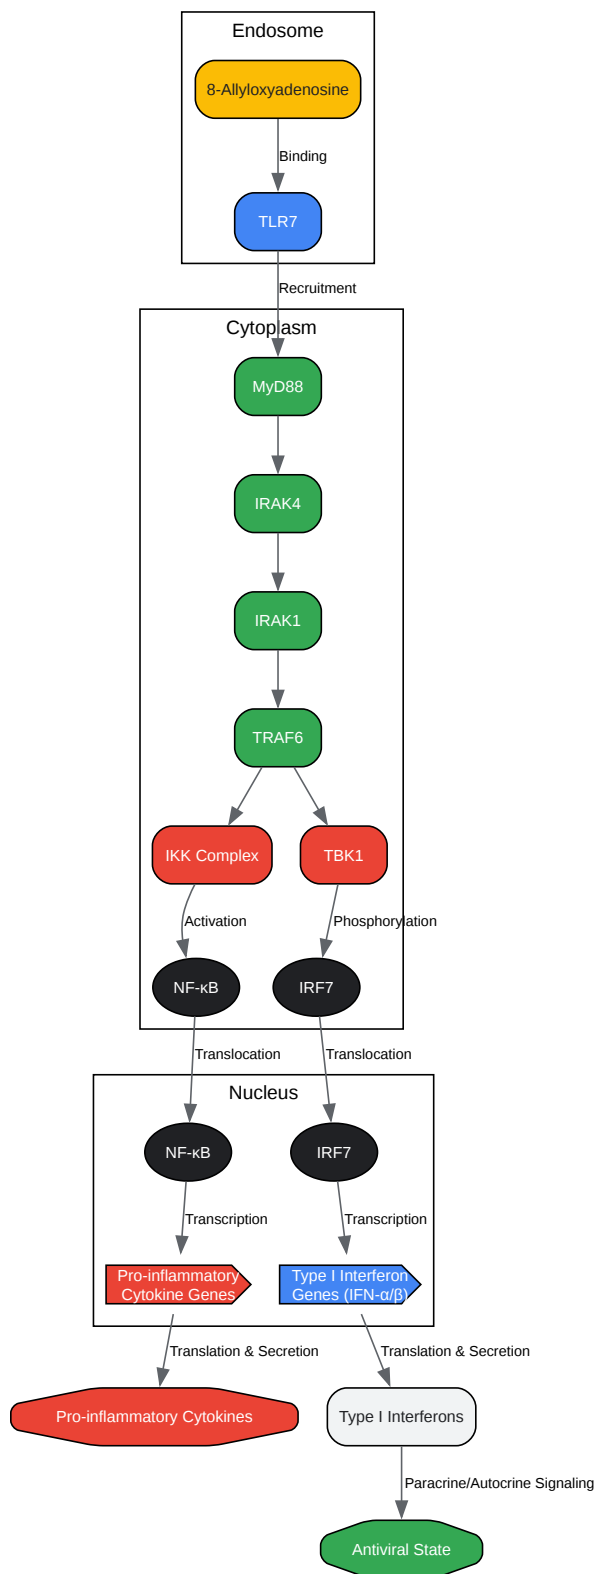 Endosome
8-Allyloxyadenosine
Binding
TLR7
Recruitment
Cytoplasm
MyD88
IRAK4
IRAK1
TRAF6
IKK Complex
TBK1
Activation
Phosphorylation
NF-κB
IRF7
Translocation
Translocation
Nucleus
NF-κB
IRF7
Transcription
Transcription
Pro-inflammatory
Cytokine Genes
Type I Interferon
Genes (IFN-α/β)
Translation & Secretion
Translation & Secretion
Pro-inflammatory Cytokines
Type I Interferons
Paracrine/Autocrine Signaling
Antiviral State